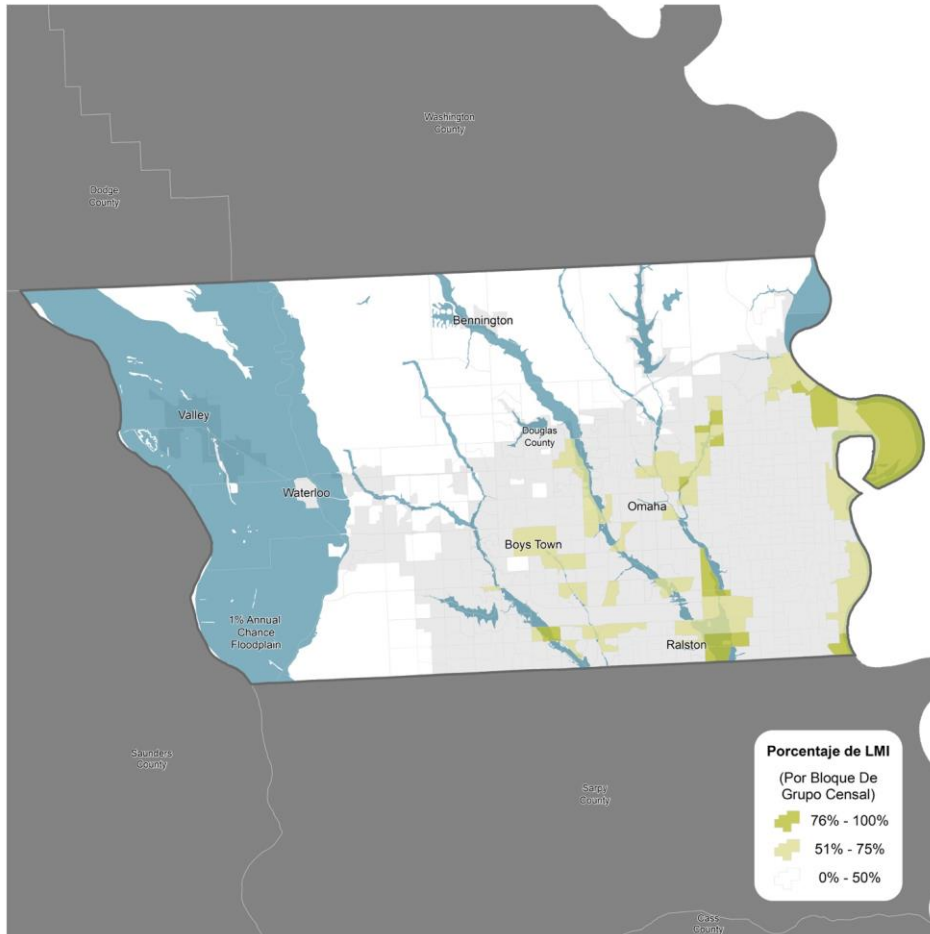 Washington
County
Dodge
County
Bennington
Valley
Douglas
County
Waterloo
Omaha
Boys Town
1% Annual
Chance
Floodplain
Ralston
Saunders
County
Sarpy
County
Cass
County
Porcentaje de LMI
(Por Bloque De
Grupo Censal)
76% - 100%
51% - 75%
0% - 50%